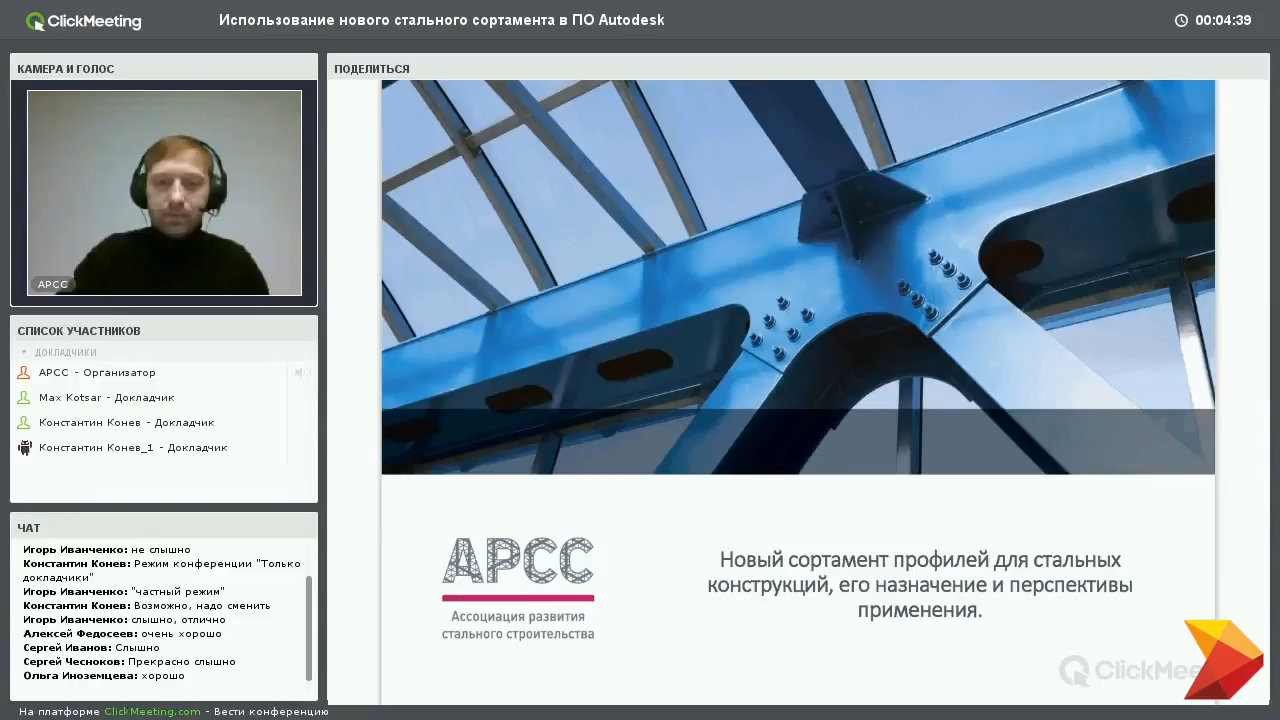 ClickMeeting
Использование нового стального сортамента в ПО Autodesk
00:04:39
КАМЕРА И ГОЛОС
АРСС
СПИСОК УЧАСТНИКОВ
ДОКЛАДЧИКИ
АРСС - Организатор
Max Kotsar - Докладчик
Константин Конев - Докладчик
Константин Конев_1 - Докладчик
ЧАТ
Игорь Иванченко: не слышно
Константин Конев: Режим конференции "Только
докладчики"
Игорь Иванченко: "частный режим"
Константин Конев: Возможно, надо сменить
Игорь Иванченко: слышно, отлично
Алексей Федосеев: очень хорошо
Сергей Иванов: Слышно
Сергей Чесноков: Прекрасно слышно
Ольга Иноземцева: хорошо
ПОДЕЛИТЬСЯ
АРСС
Ассоциация развития
стального строительства
Новый сортамент профилей для стальных
конструкций, его назначение и перспективы
применения.
ClickMee
На платформе ClickMeeting.com - Вести конференцию